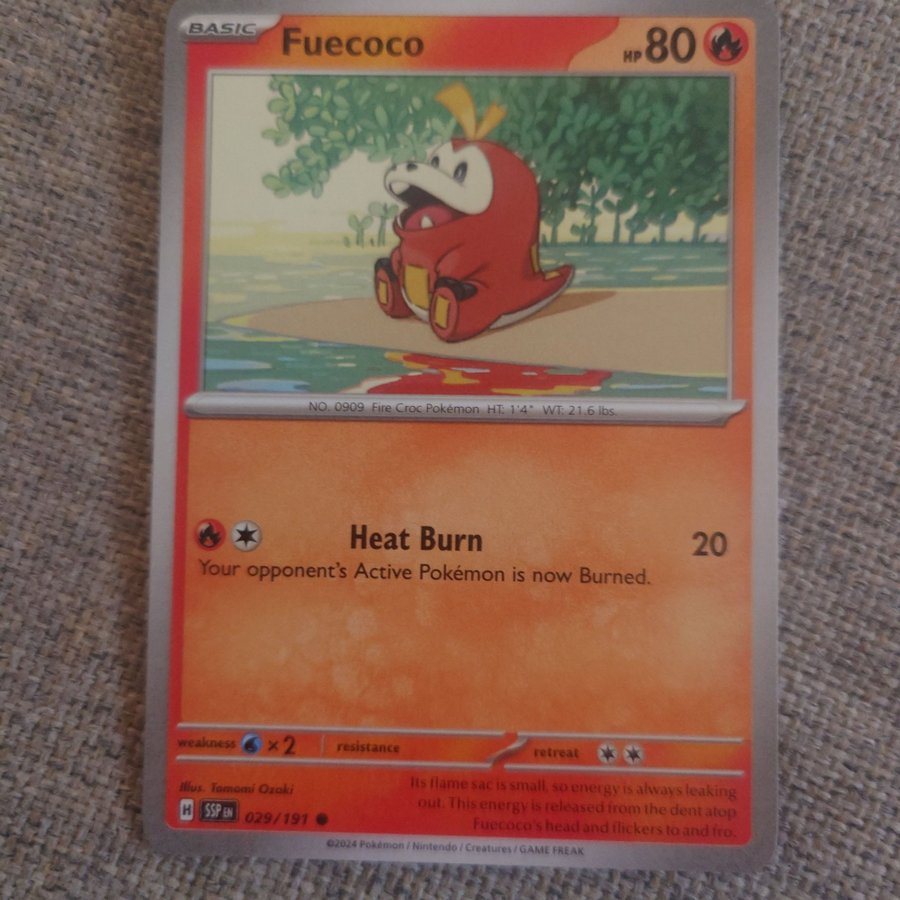 BASIC Fuecoco HP 80
NO. 0909 Fire Croc Pokémon HT: 1'4" WT: 21.6 lbs.
Heat Burn 20
Your opponent's Active Pokémon is now Burned.
weakness ×2 resistance retreat
Illus. Tomomi Ozaki
Its flame sac is small, so energy is always leaking
out. This energy is released from the dent atop
Fuecoco's head and flickers to and fro.
H SSP EN 029/191
©2024 Pokémon / Nintendo / Creatures / GAME FREAK